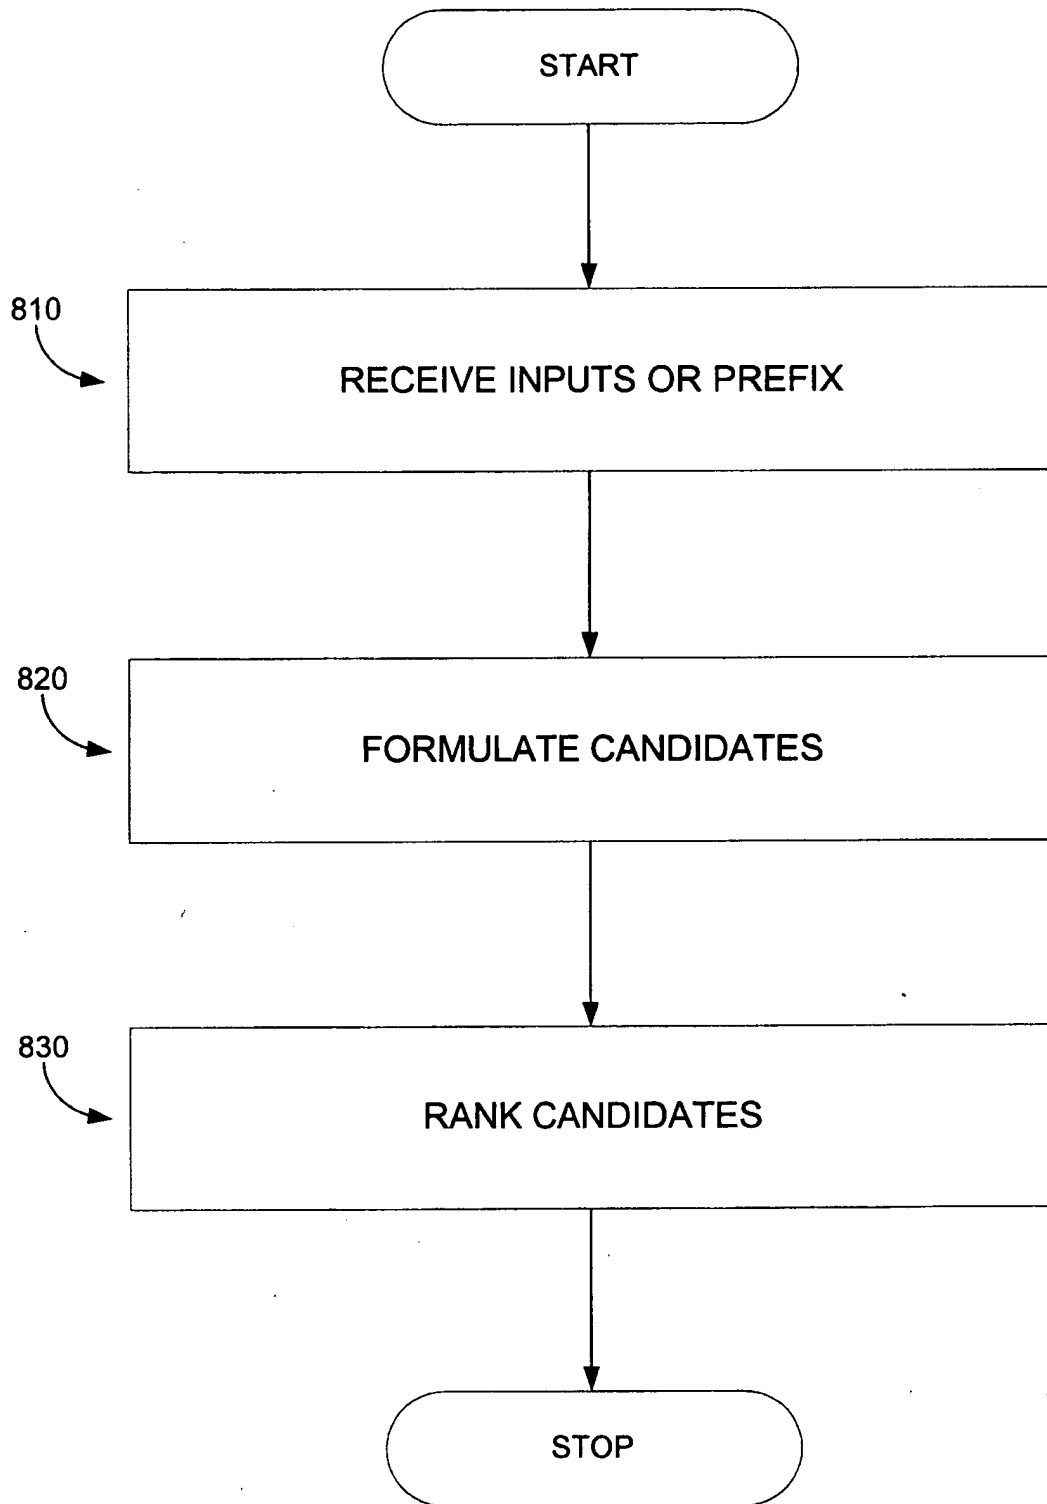 START
810
RECEIVE INPUTS OR PREFIX
820
FORMULATE CANDIDATES
830
RANK CANDIDATES
STOP